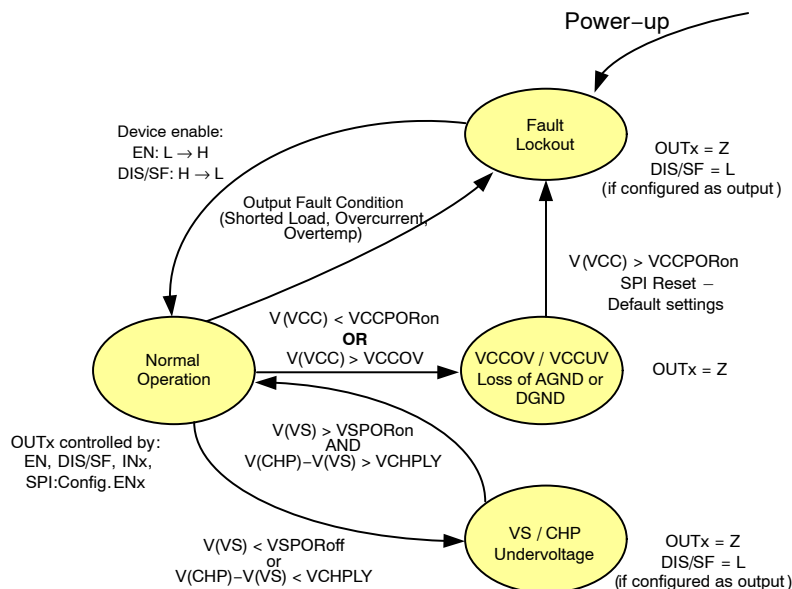 Power-up
Fault
Lockout
OUTx = Z
DIS/SF = L
(if configured as output)
Device enable:
EN: L → H
DIS/SF: H → L
Output Fault Condition
(Shorted Load, Overcurrent,
Overtemp)
V(VCC) > VCCPORon
SPI Reset –
Default settings
V(VCC) < VCCPORon
OR
V(VCC) > VCCOV
Normal
Operation
VCCOV / VCCUV
Loss of AGND or
DGND
OUTx = Z
OUTx controlled by:
EN, DIS/SF, INx,
SPI:Config.ENx
V(VS) > VSPORon
AND
V(CHP)–V(VS) > VCHPLY
V(VS) < VSPORoff
or
V(CHP)–V(VS) < VCHPLY
VS / CHP
Undervoltage
OUTx = Z
DIS/SF = L
(if configured as output)